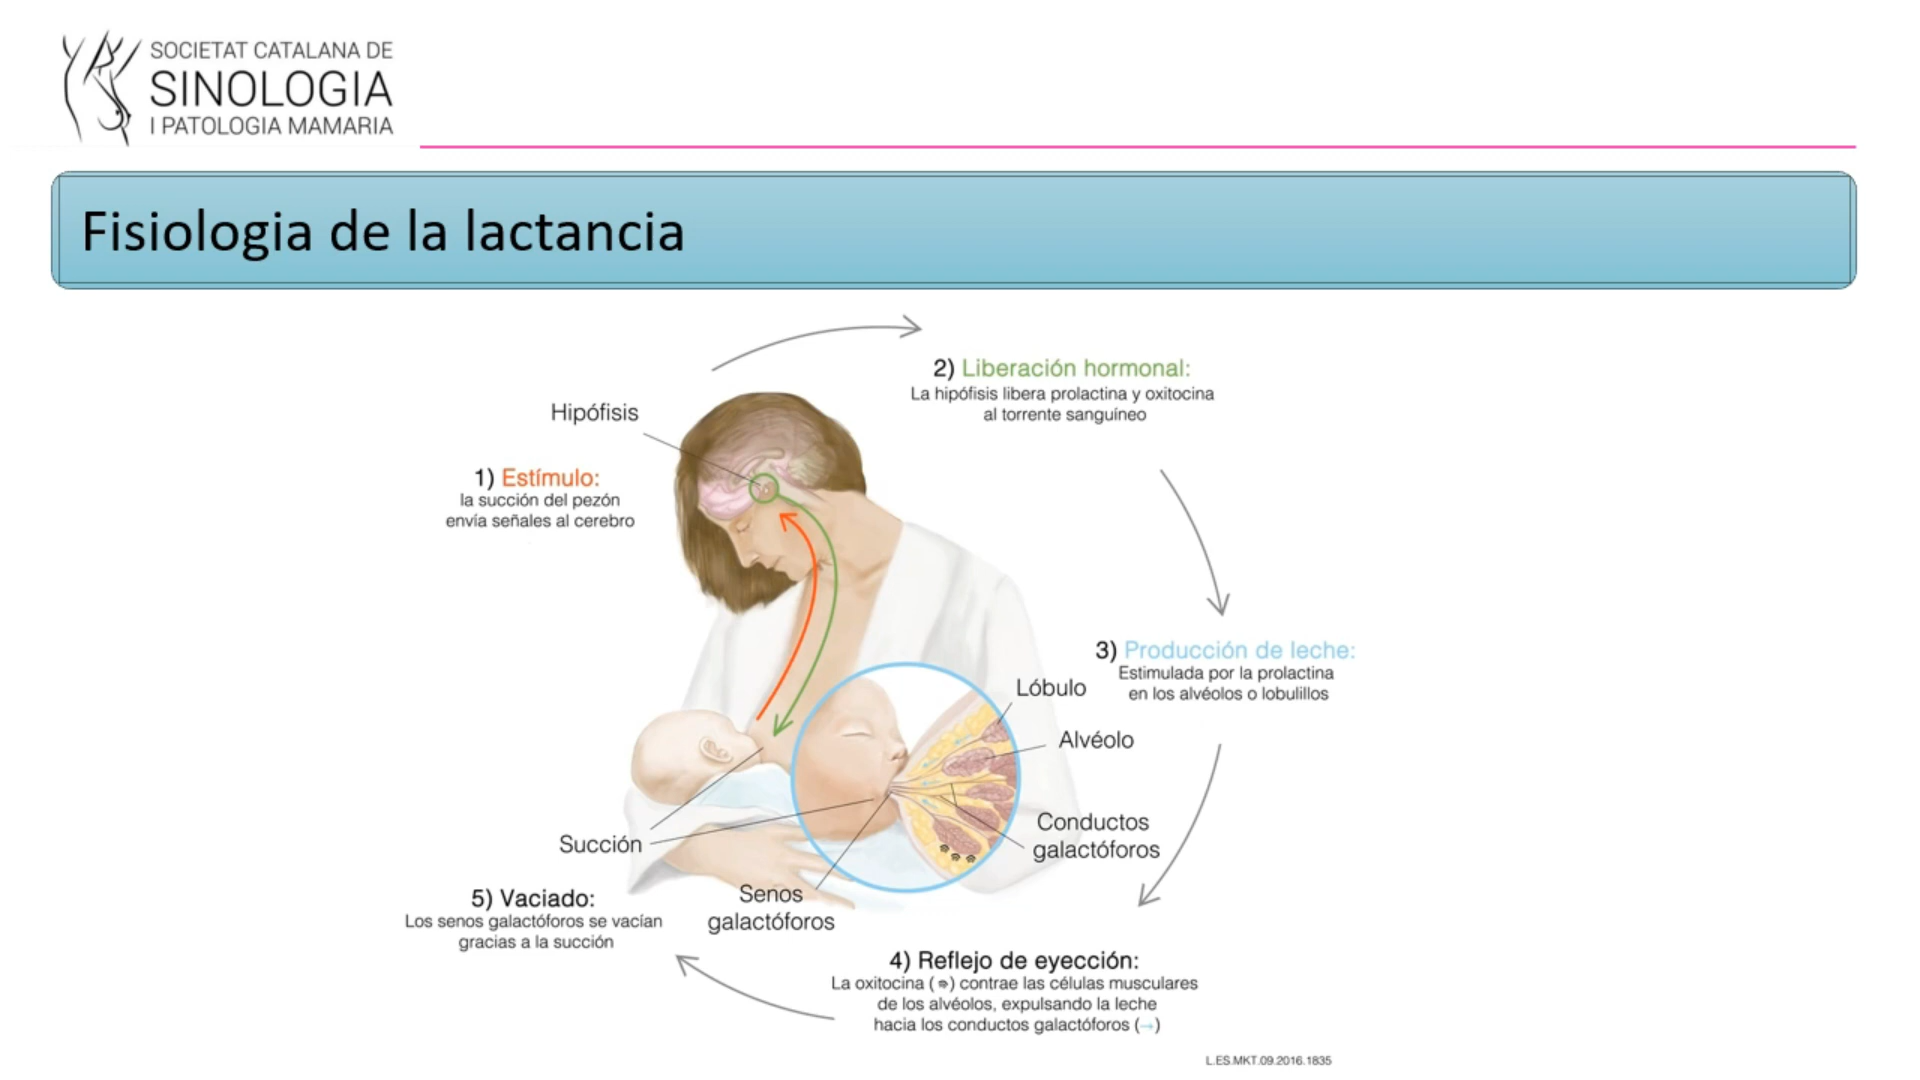 SOCIETAT CATALANA DE
SINOLOGIA
I PATOLOGIA MAMARIA
Fisiologia de la lactancia
Hipófisis
1) Estímulo:
la succión del pezón
envía señales al cerebro
2) Liberación hormonal:
La hipófisis libera prolactina y oxitocina
al torrente sanguíneo
3) Producción de leche:
Estimulada por la prolactina
en los alvéolos o lobulillos
Lóbulo
Alvéolo
Conductos
galactóforos
Succión
Senos
galactóforos
4) Reflejo de eyección:
La oxitocina ( ) contrae las células musculares
de los alvéolos, expulsando la leche
hacia los conductos galactóforos (→)
5) Vaciado:
Los senos galactóforos se vacían
gracias a la succión
L.ES.MKT.09.2016.1835